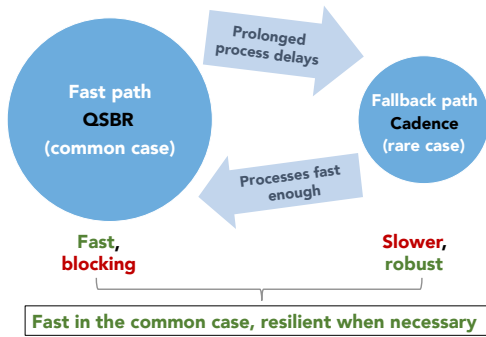 Prolonged
process delays
Fast path
QSBR
(common case)
Fallback path
Cadence
(rare case)
Processes fast
enough
Fast,
blocking
Slower,
robust
Fast in the common case, resilient when necessary